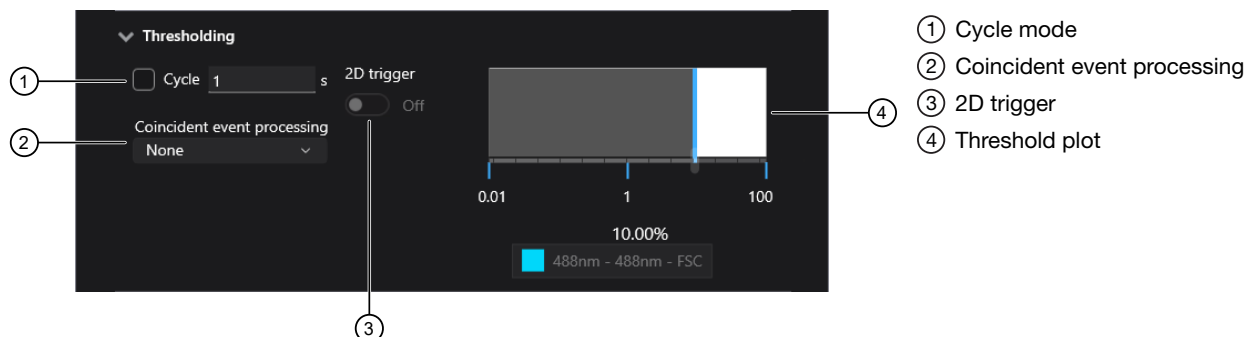 Thresholding
1
Cycle 1 s
2D trigger
Off
2
Coincident event processing
None
3
4
0.01 1 100
10.00%
488nm - 488nm - FSC
1 Cycle mode
2 Coincident event processing
3 2D trigger
4 Threshold plot